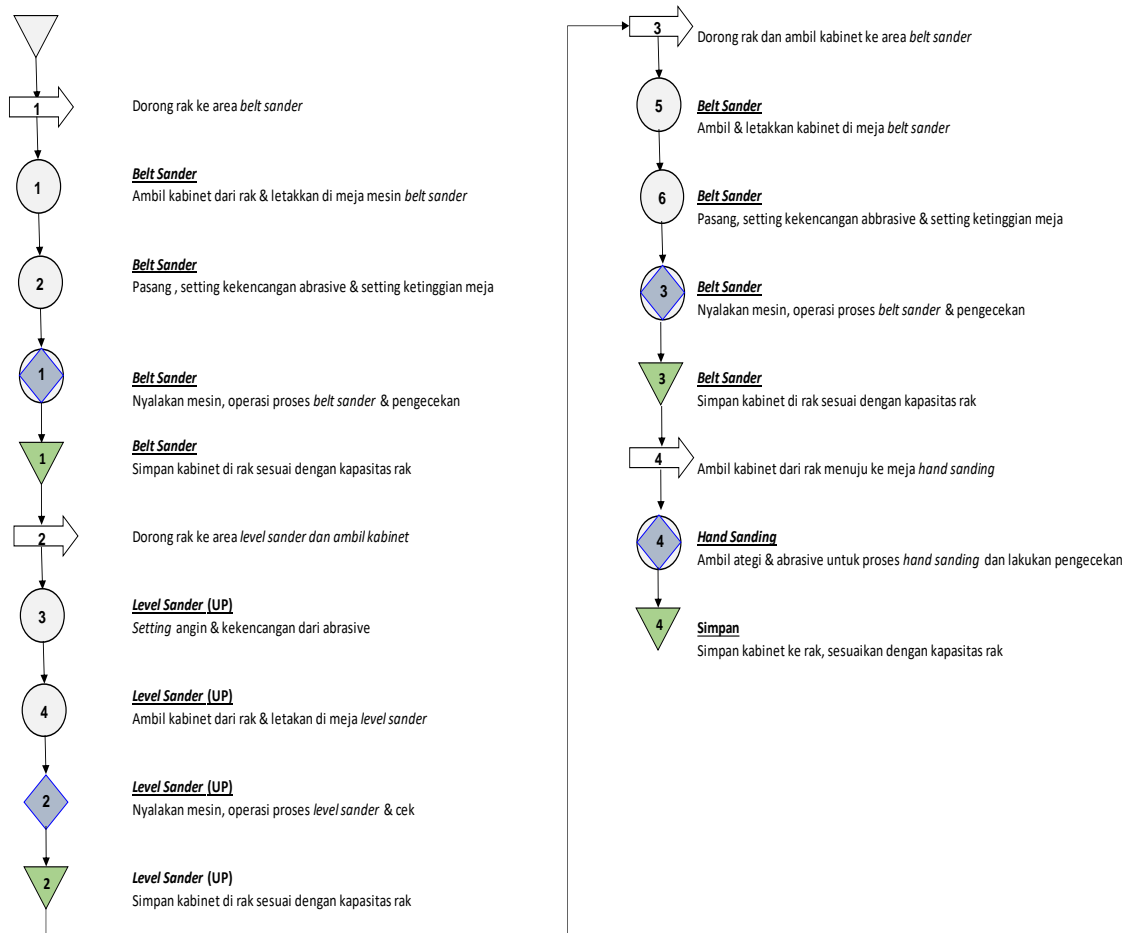 1
Dorong rak ke area belt sander
1
Belt Sander
Ambil kabinet dari rak & letakkan di meja mesin belt sander
2
Belt Sander
Pasang , setting kekencangan abrasive & setting ketinggian meja
1
Belt Sander
Nyalakan mesin, operasi proses belt sander & pengecekan
1
Belt Sander
Simpan kabinet di rak sesuai dengan kapasitas rak
2
Dorong rak ke area level sander dan ambil kabinet
3
Level Sander (UP)
Setting angin & kekencangan dari abrasive
4
Level Sander (UP)
Ambil kabinet dari rak & letakan di meja level sander
2
Level Sander (UP)
Nyalakan mesin, operasi proses level sander & cek
2
Level Sander (UP)
Simpan kabinet di rak sesuai dengan kapasitas rak
3
Dorong rak dan ambil kabinet ke area belt sander
5
Belt Sander
Ambil & letakkan kabinet di meja belt sander
6
Belt Sander
Pasang, setting kekencangan abbrasive & setting ketinggian meja
3
Belt Sander
Nyalakan mesin, operasi proses belt sander & pengecekan
3
Belt Sander
Simpan kabinet di rak sesuai dengan kapasitas rak
4
Ambil kabinet dari rak menuju ke meja hand sanding
4
Hand Sanding
Ambil ategi & abrasive untuk proses hand sanding dan lakukan pengecekan
4
Simpan
Simpan kabinet ke rak, sesuaikan dengan kapasitas rak